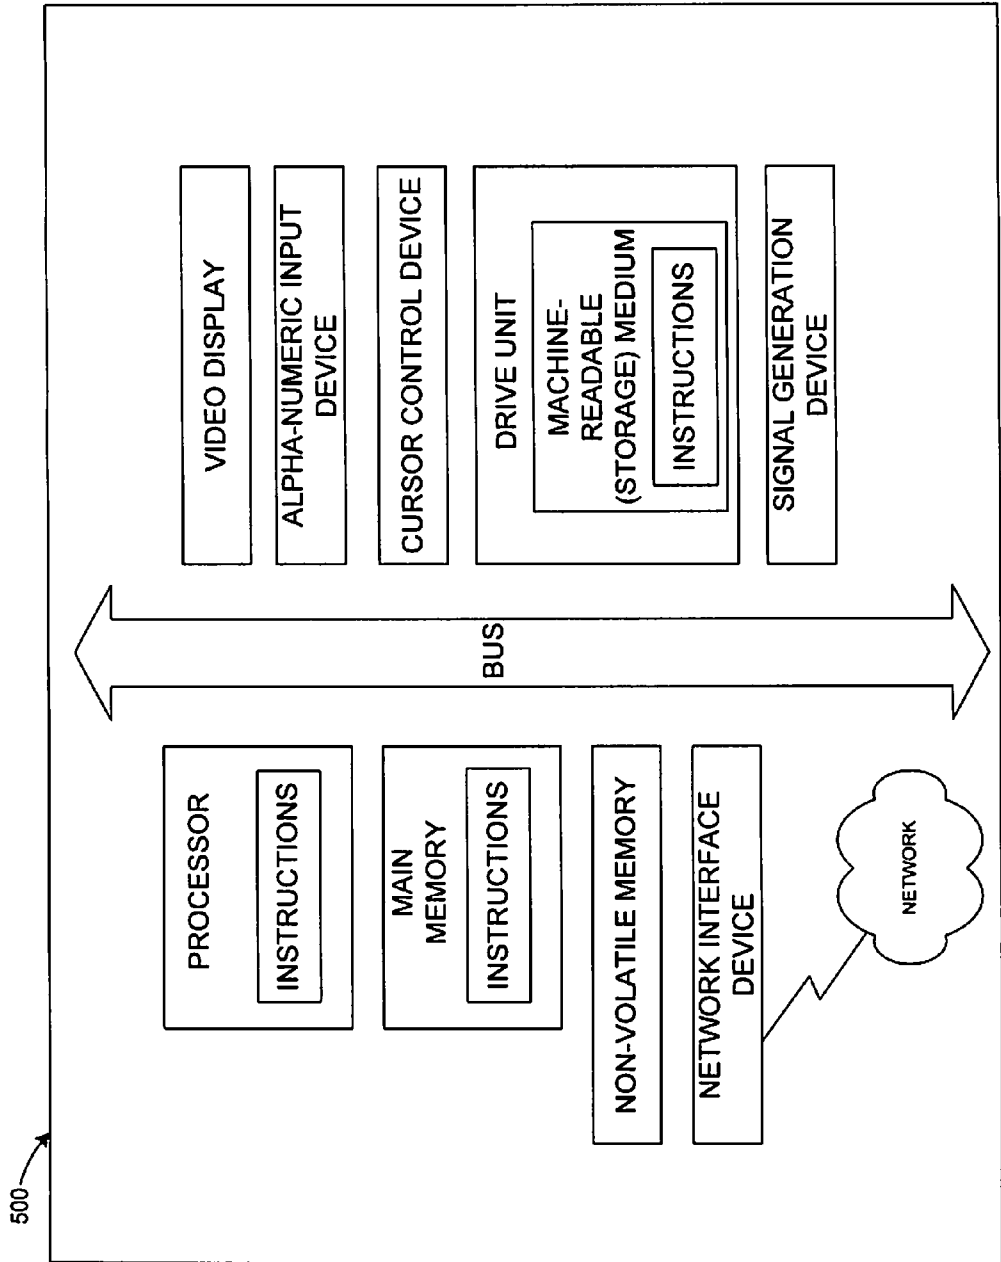 500
PROCESSOR
INSTRUCTIONS
MAIN
MEMORY
INSTRUCTIONS
NON-VOLATILE MEMORY
NETWORK INTERFACE
DEVICE
NETWORK
BUS
VIDEO DISPLAY
ALPHA-NUMERIC INPUT
DEVICE
CURSOR CONTROL DEVICE
DRIVE UNIT
MACHINE-
READABLE
(STORAGE) MEDIUM
INSTRUCTIONS
SIGNAL GENERATION
DEVICE